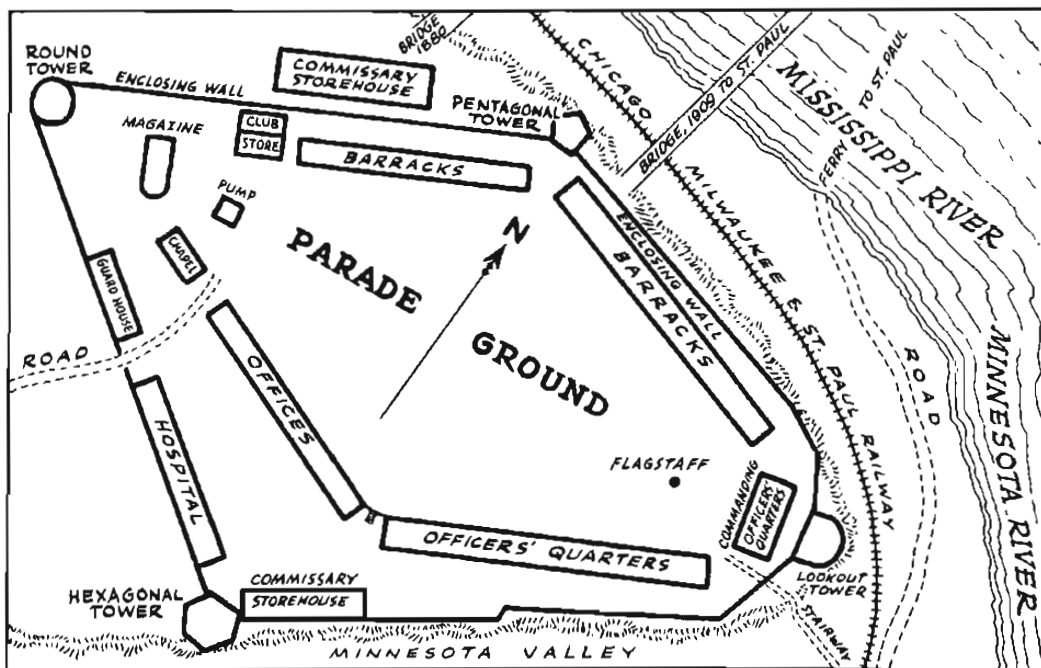 ROUND
TOWER
ENCLOSING WALL
COMMISSARY
STOREHOUSE
BRIDGE
1880
CHICAGO
MILWAUKEE & ST. PAUL RAILWAY
BRIDGE, 1909 TO ST. PAUL
FERRY TO ST. PAUL
MISSISSIPPI RIVER
MAGAZINE
CLUB
STORE
PENTAGONAL
TOWER
BARRACKS
PUMP
CHAPEL
GUARD HOUSE
ROAD
PARADE
GROUND
N
ENCLOSING WALL
BARRACKS
ROAD
MINNESOTA RIVER
OFFICES
HOSPITAL
FLAGSTAFF
COMMANDING
OFFICERS
QUARTERS
OFFICERS' QUARTERS
LOOKOUT
TOWER
STAIRWAY
HEXAGONAL
TOWER
COMMISSARY
STOREHOUSE
MINNESOTA VALLEY